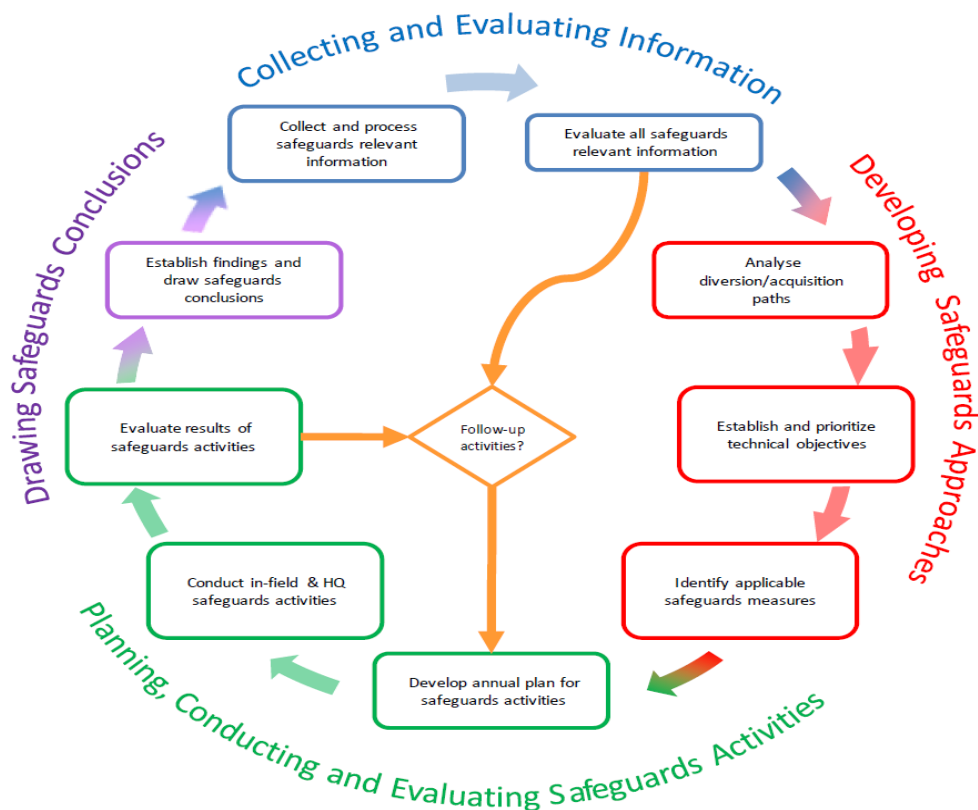 Collecting and Evaluating Information
Collect and process
safeguards relevant
information
Evaluate all safeguards
relevant information
Developing Safeguards Approaches
Analyse
diversion/acquisition
paths
Establish and prioritize
technical objectives
Identify applicable
safeguards measures
Planning, Conducting and Evaluating Safeguards Activities
Develop annual plan for
safeguards activities
Conduct in-field & HQ
safeguards activities
Evaluate results of
safeguards activities
Drawing Safeguards Conclusions
Establish findings and
draw safeguards
conclusions
Follow-up
activities?